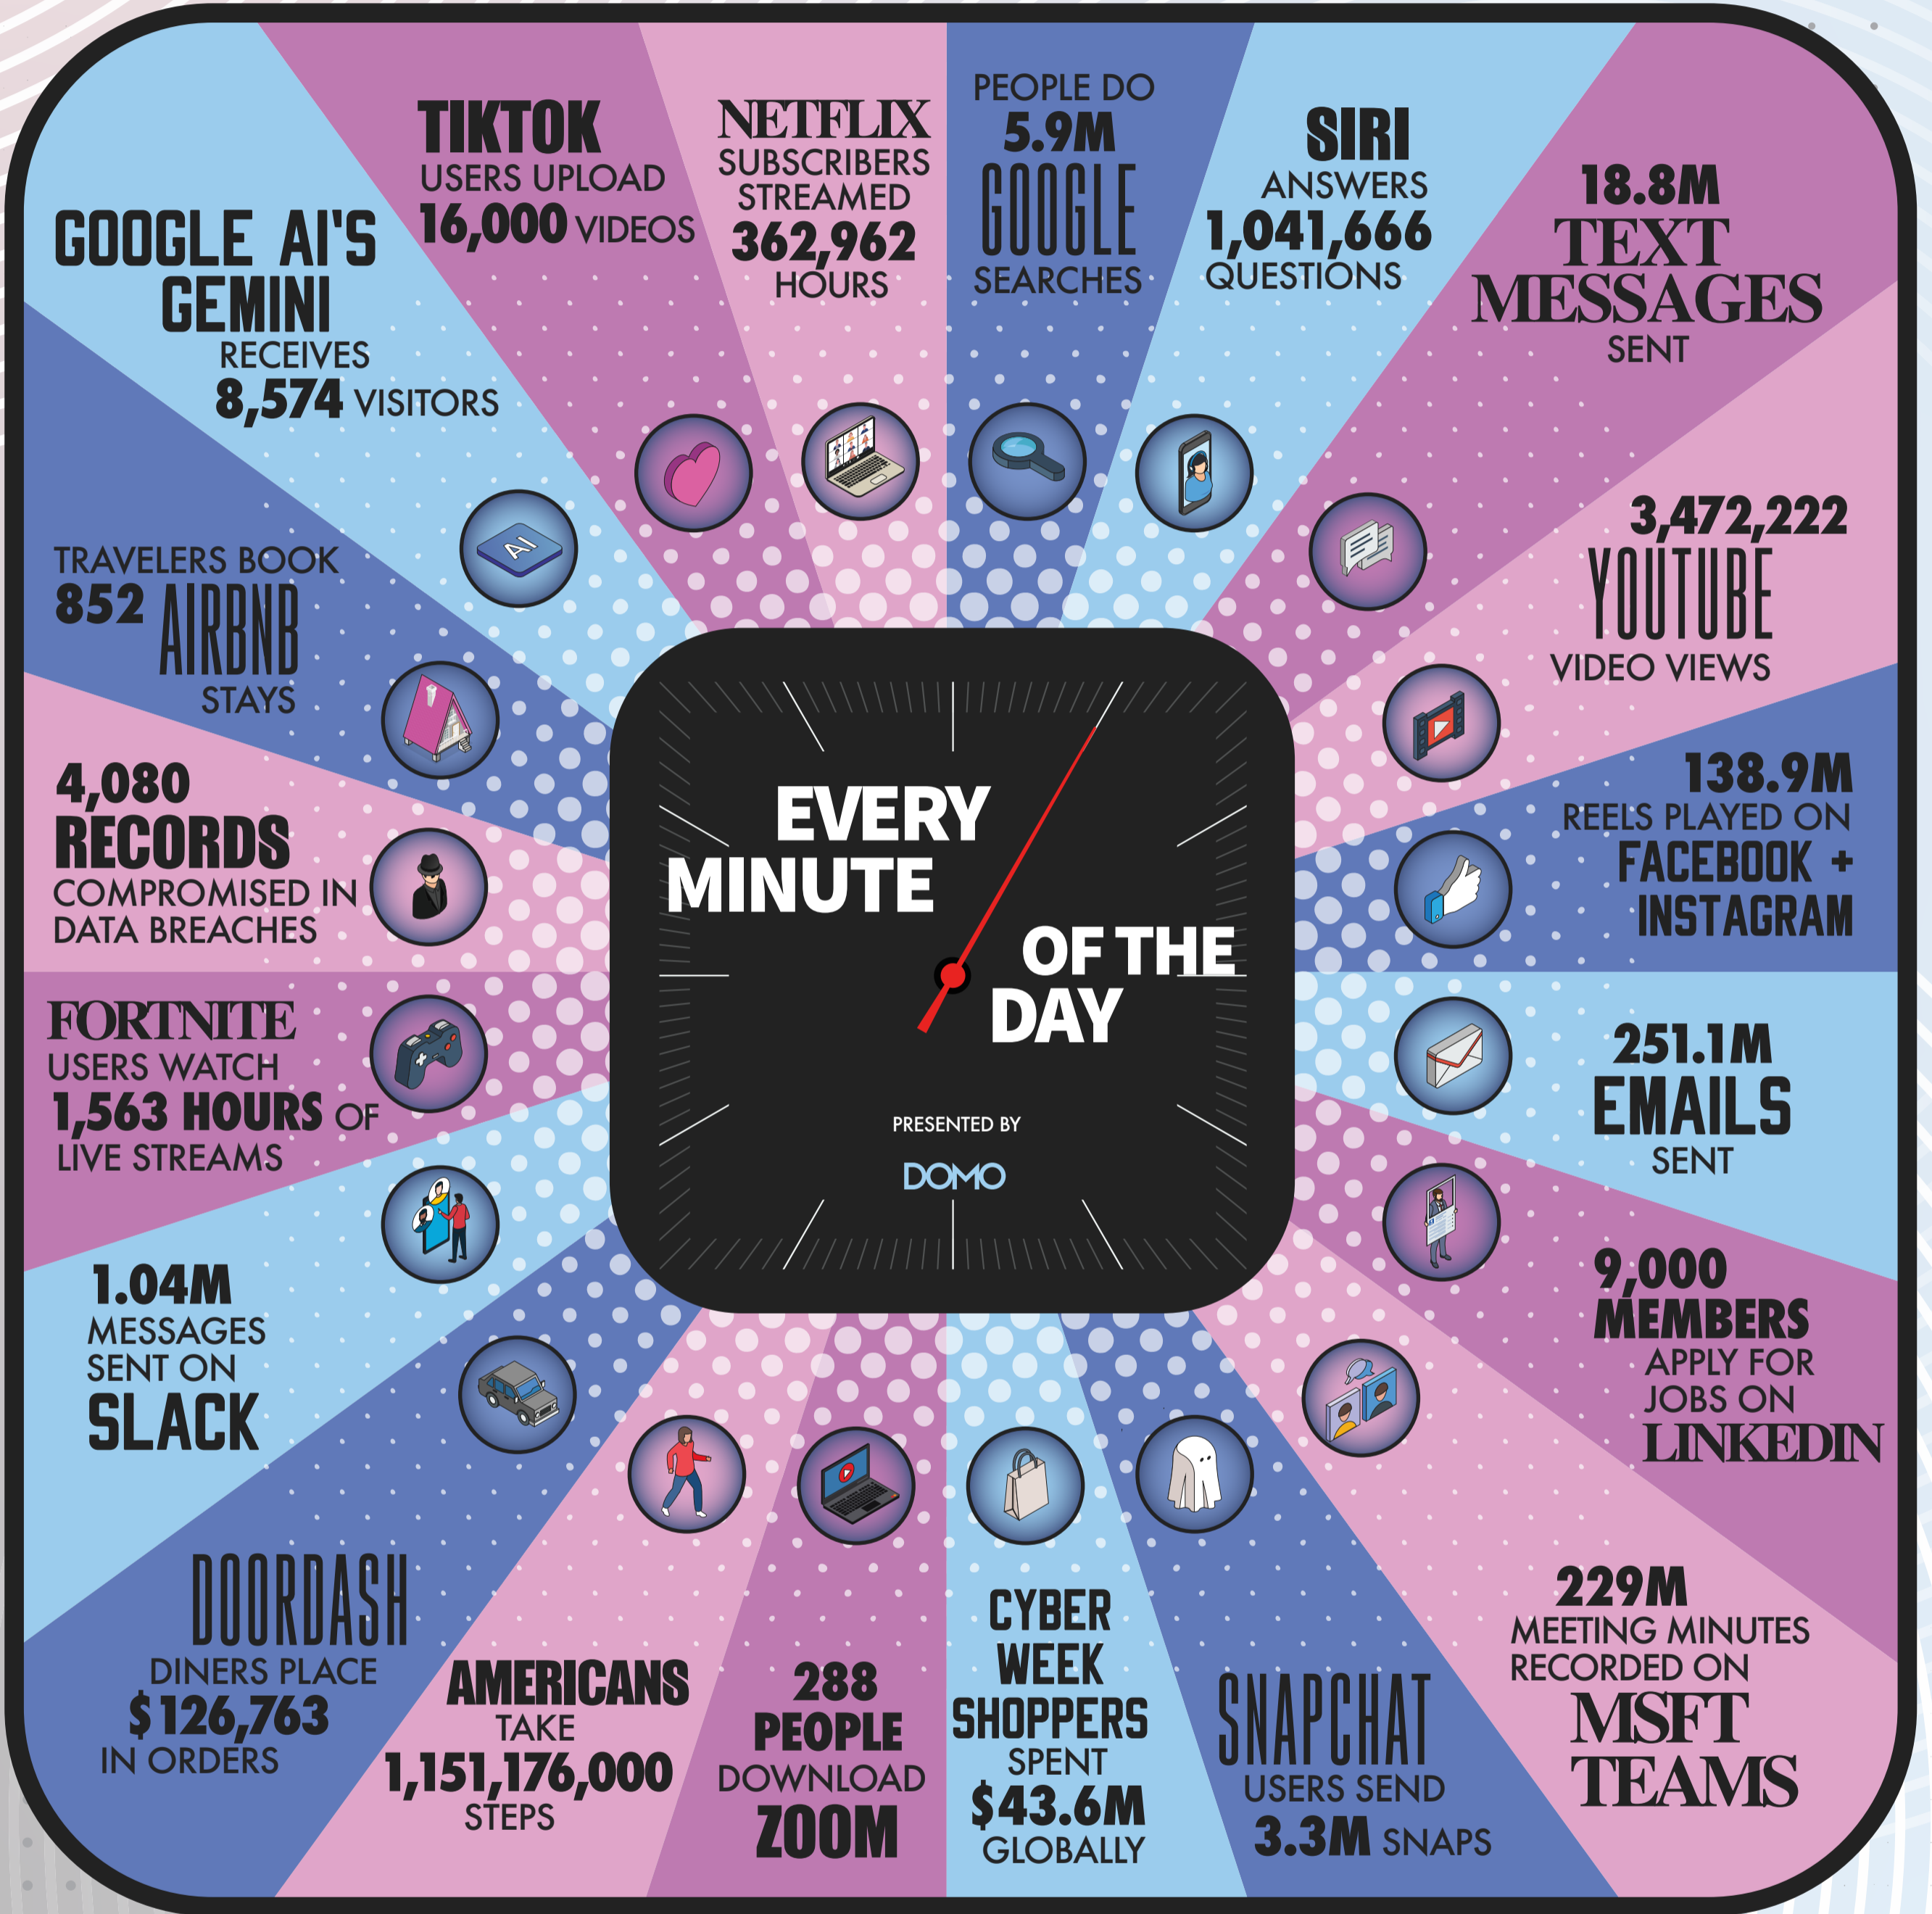 PEOPLE DO
5.9M
GOOGLE
SEARCHES
SIRI
ANSWERS
1,041,666
QUESTIONS
18.8M
TEXT
MESSAGES
SENT
3,472,222
YOUTUBE
VIDEO VIEWS
138.9M
REELS PLAYED ON
FACEBOOK +
INSTAGRAM
251.1M
EMAILS
SENT
9,000
MEMBERS
APPLY FOR
JOBS ON
LINKEDIN
229M
MEETING MINUTES
RECORDED ON
MSFT
TEAMS
SNAPCHAT
USERS SEND
3.3M SNAPS
CYBER
WEEK
SHOPPERS
SPENT
$43.6M
GLOBALLY
288
PEOPLE
DOWNLOAD
ZOOM
AMERICANS
TAKE
1,151,176,000
STEPS
DOORDASH
DINERS PLACE
$126,763
IN ORDERS
1.04M
MESSAGES
SENT ON
SLACK
FORTNITE
USERS WATCH
1,563 HOURS OF
LIVE STREAMS
4,080
RECORDS
COMPROMISED IN
DATA BREACHES
TRAVELERS BOOK
852 AIRBNB
STAYS
GOOGLE AI'S
GEMINI
RECEIVES
8,574 VISITORS
AI
TIKTOK
USERS UPLOAD
16,000 VIDEOS
NETFLIX
SUBSCRIBERS
STREAMED
362,962
HOURS
EVERY
MINUTE
OF THE
DAY
PRESENTED BY
DOMO